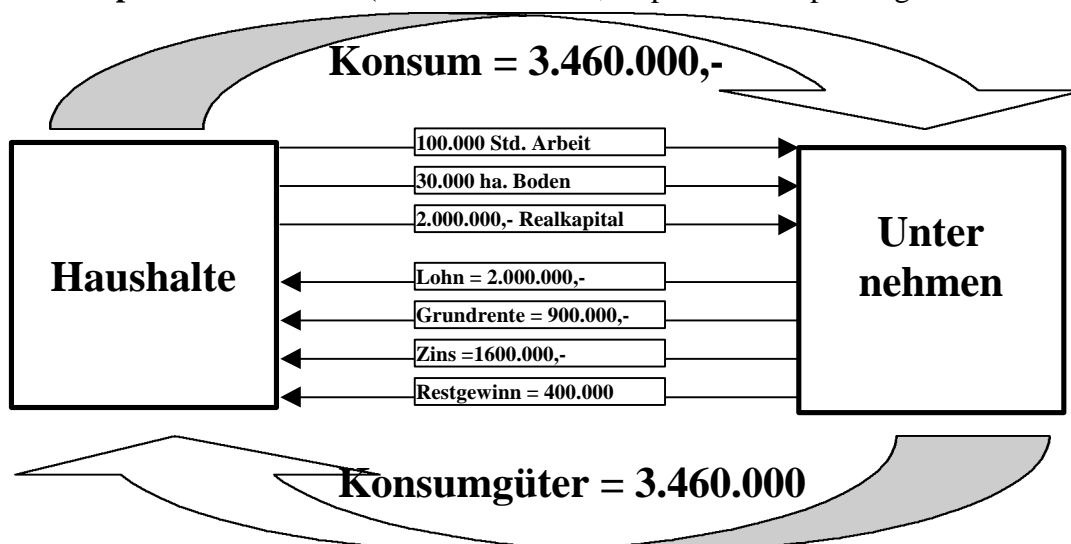 Konsum = 3.460.000,-
100.000 Std. Arbeit
30.000 ha. Boden
2.000.000,- Realkapital
Haushalte
Unter
nehmen
Lohn = 2.000.000,-
Grundrente = 900.000,-
Zins =1600.000,-
Restgewinn = 400.000
Konsumgüter = 3.460.000